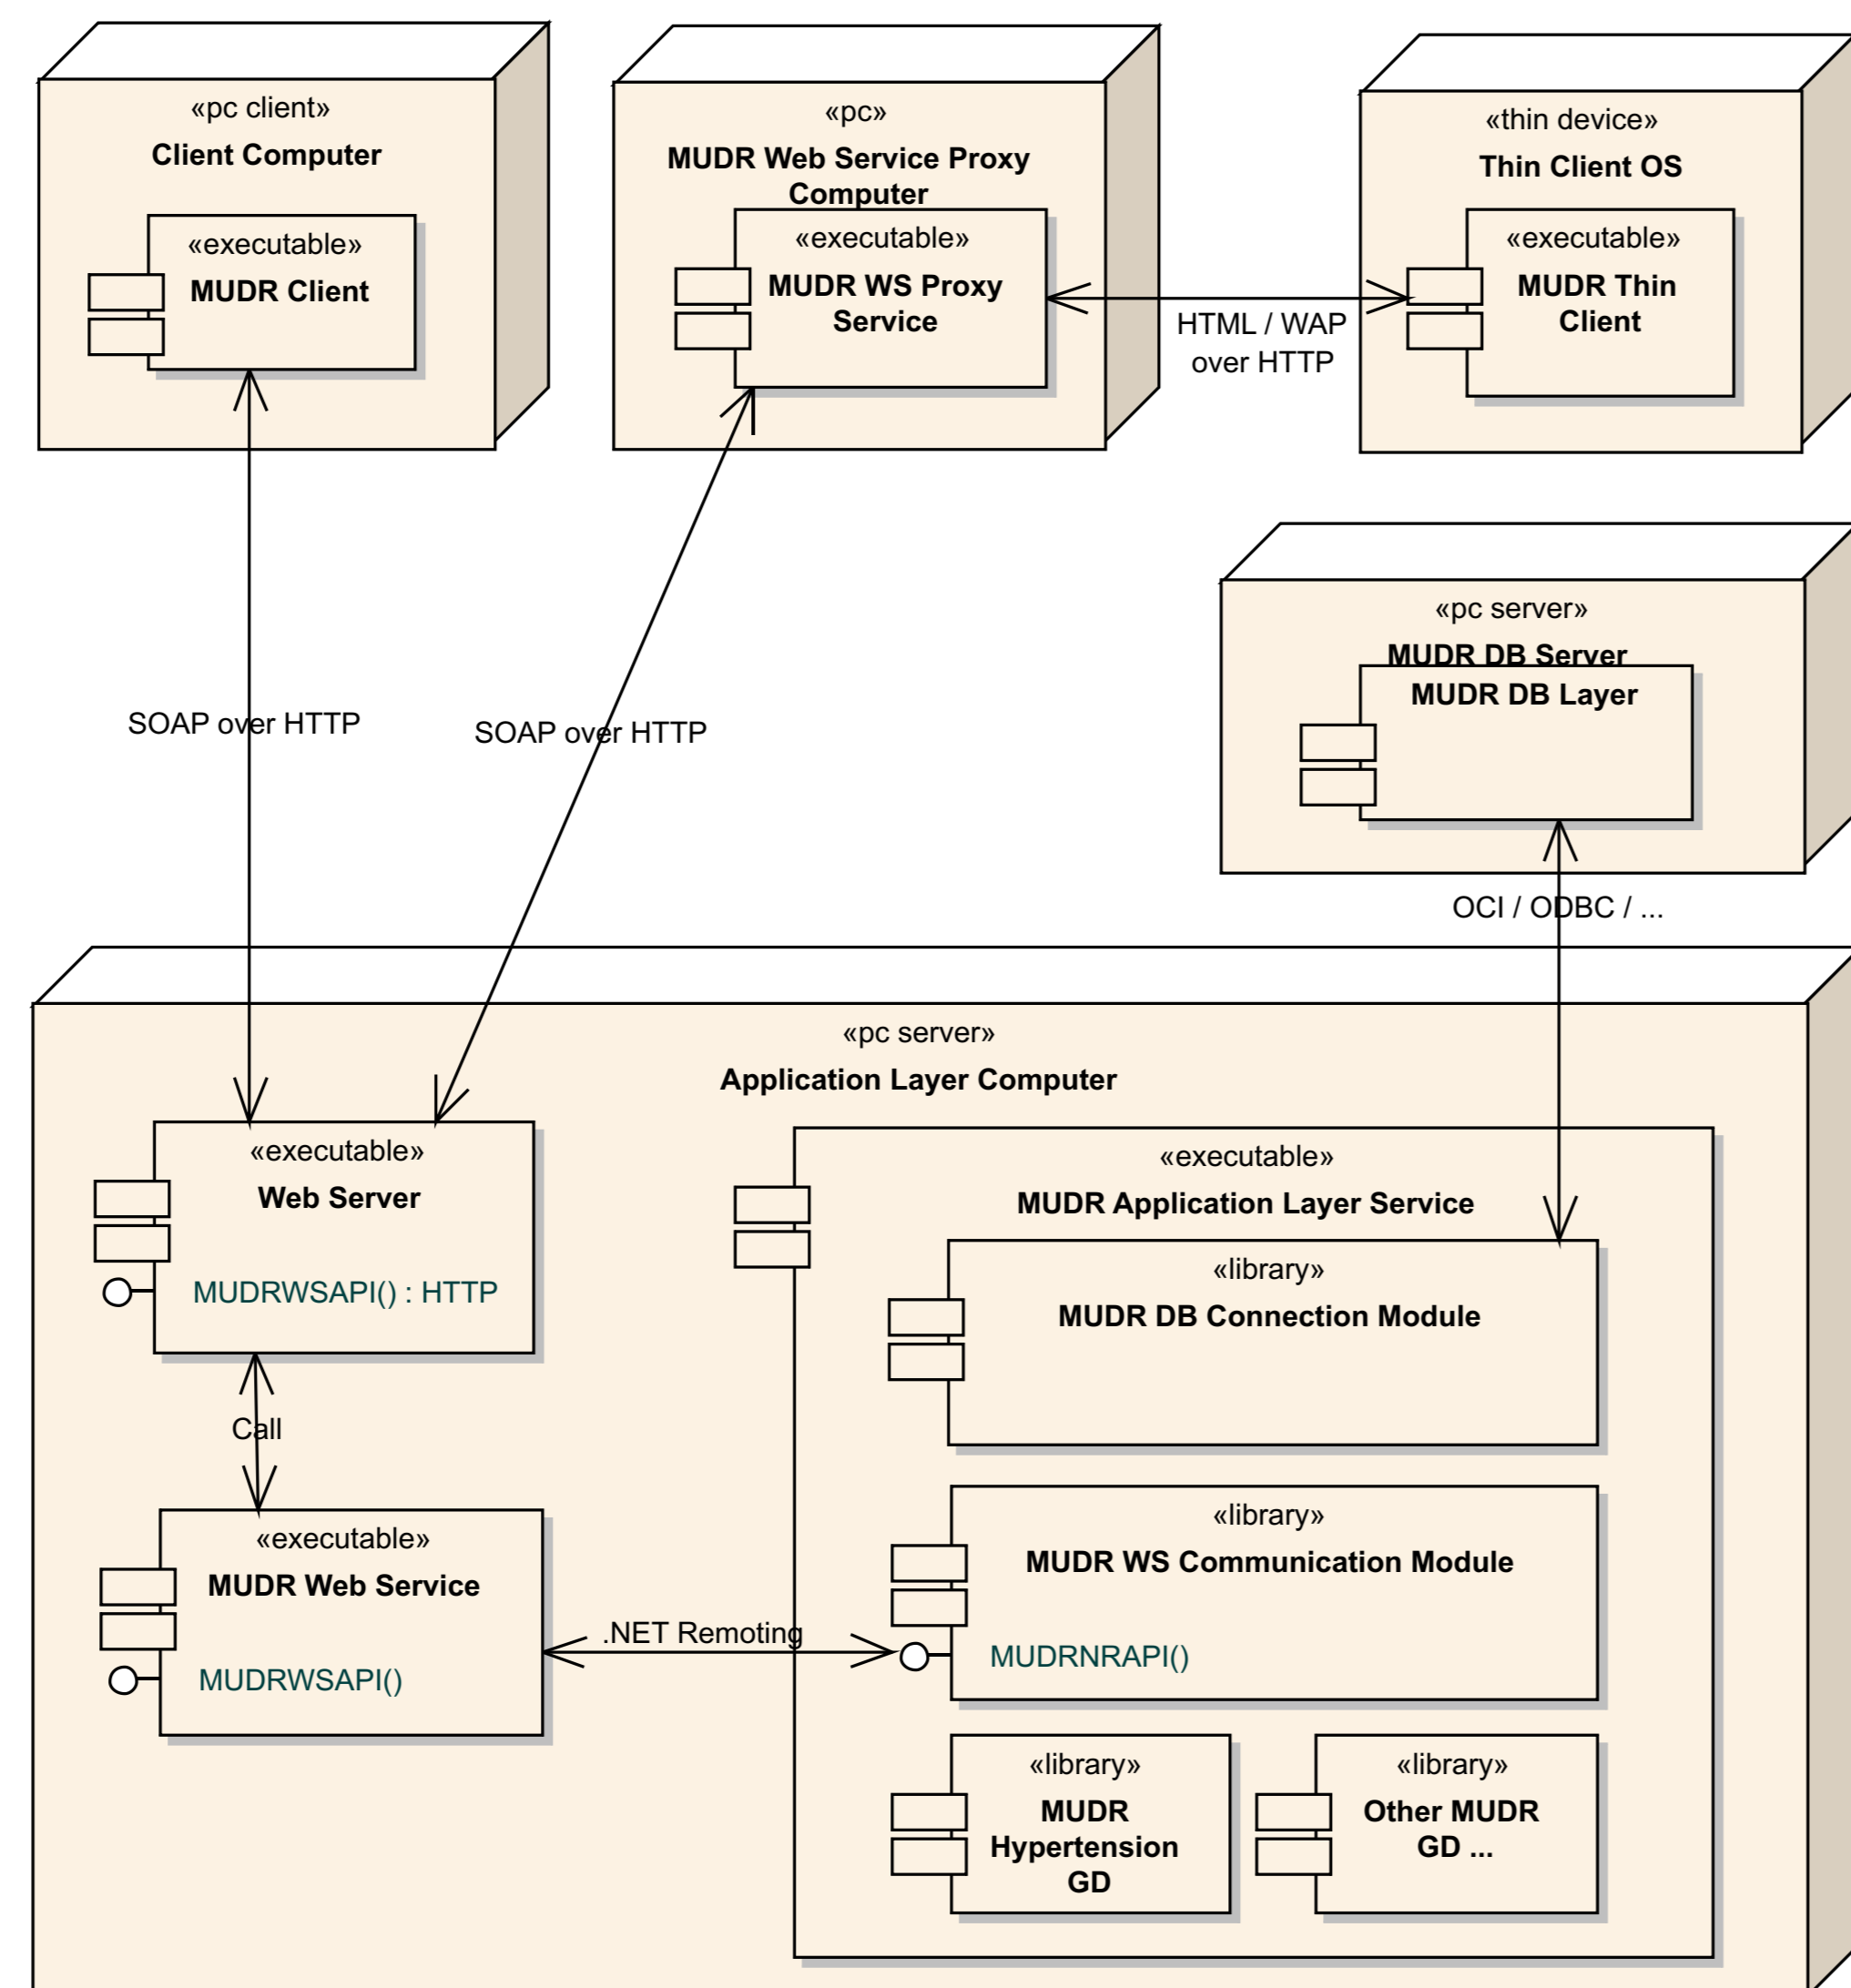 «pc client»
Client Computer
«executable»
MUDR Client
«pc»
MUDR Web Service Proxy
Computer
«executable»
MUDR WS Proxy
Service
HTML / WAP
over HTTP
«thin device»
Thin Client OS
«executable»
MUDR Thin
Client
SOAP over HTTP
SOAP over HTTP
«pc server»
MUDR DB Server
MUDR DB Layer
OCI / ODBC / ...
«pc server»
Application Layer Computer
«executable»
Web Server
MUDRWSAPI() : HTTP
Call
«executable»
MUDR Web Service
MUDRWSAPI()
.NET Remoting
«executable»
MUDR Application Layer Service
«library»
MUDR DB Connection Module
«library»
MUDR WS Communication Module
MUDRNRAPI()
«library»
MUDR
Hypertension
GD
«library»
Other MUDR
GD ...